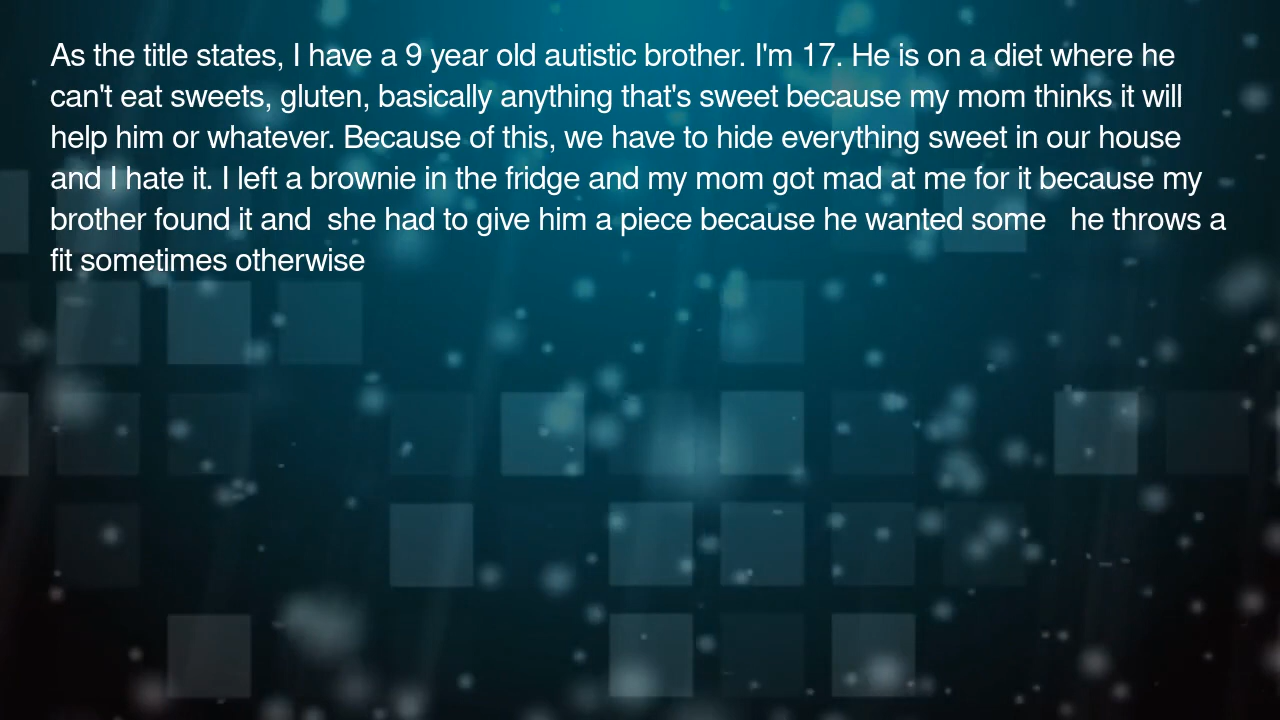 As the title states, I have a 9 year old autistic brother. I'm 17. He is on a diet where he
can't eat sweets, gluten, basically anything that's sweet because my mom thinks it will
help him or whatever. Because of this, we have to hide everything sweet in our house
and I hate it. I left a brownie in the fridge and my mom got mad at me for it because my
brother found it and  she had to give him a piece because he wanted some   he throws a
fit sometimes otherwise